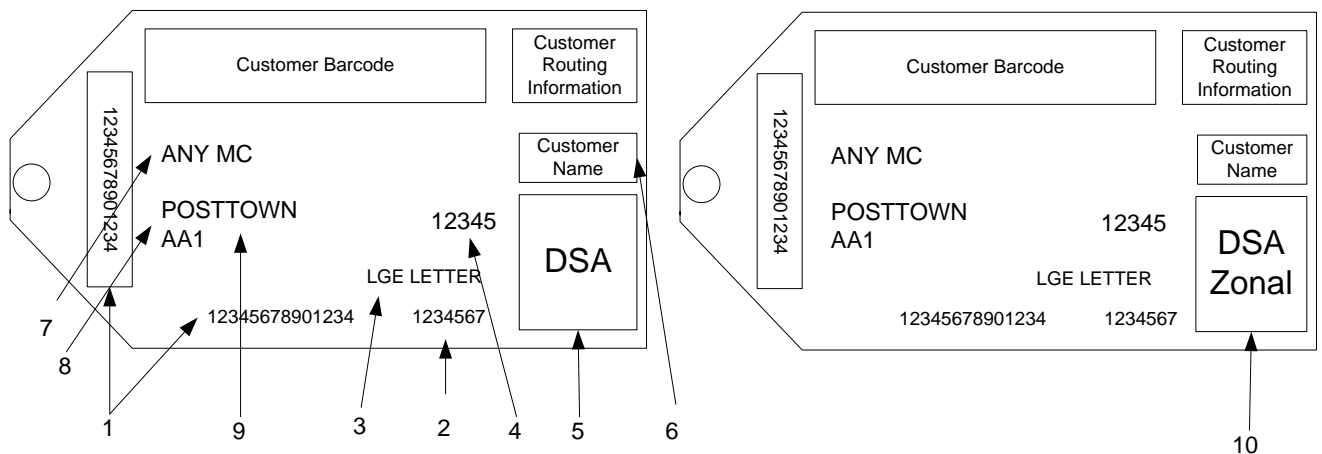 Customer Barcode
Customer
Routing
Information
12345678901234
ANY MC
Customer
Name
POSTTOWN
AA1
12345
DSA
LGE LETTER
12345678901234
1234567
7
8
1
9
3
2
4
5
6
Customer Barcode
Customer
Routing
Information
12345678901234
ANY MC
Customer
Name
POSTTOWN
AA1
12345
DSA
Zonal
LGE LETTER
12345678901234
1234567
10